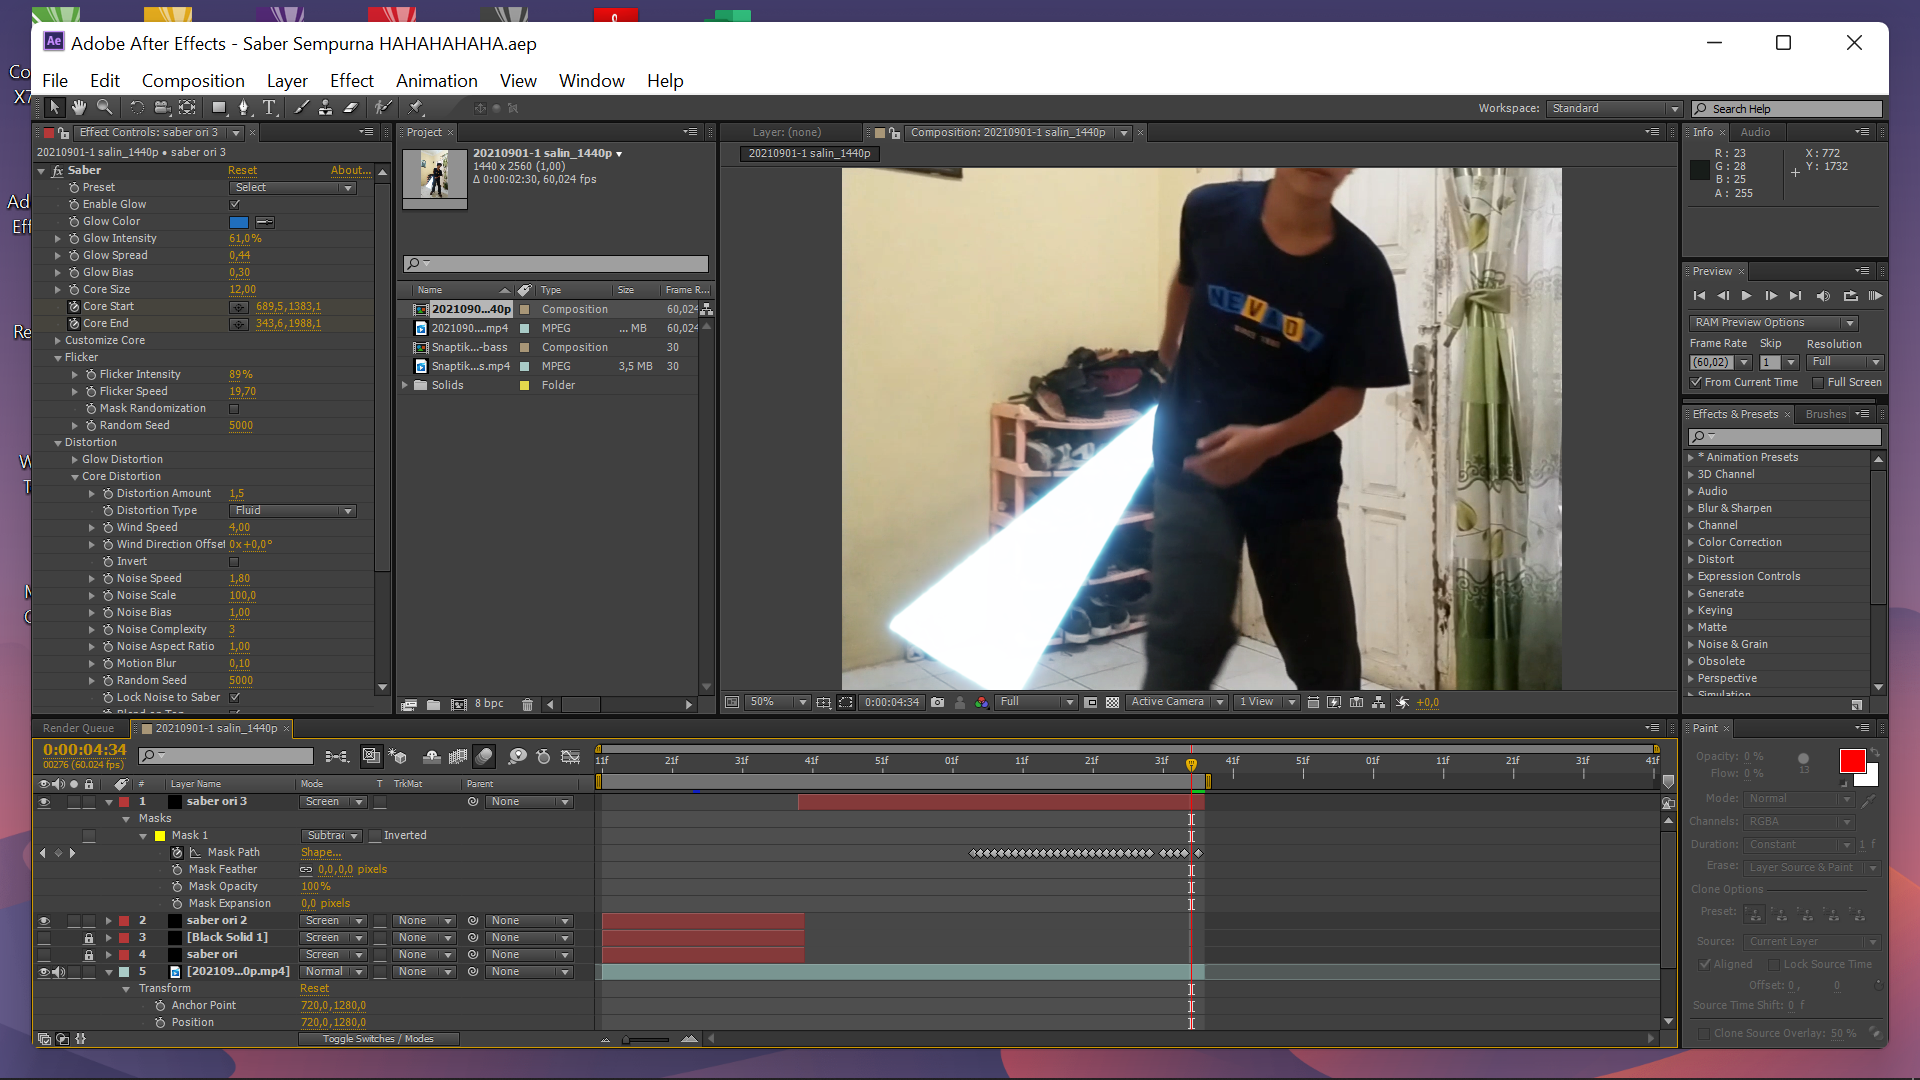 Adobe After Effects - Saber Sempurna HAHAHAHAHA.aep
File Edit Composition Layer Effect Animation View Window Help
Workspace: Standard Search Help
Effect Controls: saber ori 3
20210901-1 salin_1440p • saber ori 3
Saber Reset About...
Preset Select
Enable Glow
Glow Color
Glow Intensity 61,0%
Glow Spread 0,44
Glow Bias 0,30
Core Size 12,00
Core Start 689,5,1383,1
Core End 343,6,1988,1
Customize Core
Flicker
Flicker Intensity 89%
Flicker Speed 19,70
Mask Randomization
Random Seed 5000
Distortion
Glow Distortion
Core Distortion
Distortion Amount 1,5
Distortion Type Fluid
Wind Speed 4,00
Wind Direction Offset 0x+0,0°
Invert
Noise Speed 1,80
Noise Scale 100,0
Noise Bias 1,00
Noise Complexity 3
Noise Aspect Ratio 1,00
Motion Blur 0,10
Random Seed 5000
Lock Noise to Saber
Project
20210901-1 salin_1440p
1440 x 2560 (1,00)
Δ 0:00:02:30, 60,024 fps
Name Type Size Frame R...
2021090...40p Composition 60,024
2021090....mp4 MPEG ... MB 60,024
Snaptik...-bass Composition 30
Snaptik...s.mp4 MPEG 3,5 MB 30
Solids Folder
8 bpc
Layer: (none)
Composition: 20210901-1 salin_1440p
20210901-1 salin_1440p
NEVADA
50% 0:00:04:34 Full Active Camera 1 View +0,0
Info Audio
R: 23
G: 28
B: 25
A: 255
X: 772
Y: 1732
Preview
RAM Preview Options
Frame Rate Skip Resolution
(60,02) 1 Full
From Current Time Full Screen
Effects & Presets Brushes
* Animation Presets
3D Channel
Audio
Blur & Sharpen
Channel
Color Correction
Distort
Expression Controls
Generate
Keying
Matte
Noise & Grain
Obsolete
Perspective
Simulation
Render Queue 20210901-1 salin_1440p
0:00:04:34
00276 (60.024 fps)
11f 21f 31f 41f 51f 01f 11f 21f 31f 41f 51f 01f 11f 21f 31f 41f
# Layer Name Mode T TrkMat Parent
1 saber ori 3 Screen None
Masks
Mask 1 Subtrac Inverted
Mask Path Shape...
Mask Feather 0,0,0,0 pixels
Mask Opacity 100%
Mask Expansion 0,0 pixels
2 saber ori 2 Screen None None
3 [Black Solid 1] Screen None None
4 saber ori Screen None None
5 [202109...0p.mp4] Normal None None
Transform Reset
Anchor Point 720,0,1280,0
Position 720,0,1280,0
Toggle Switches / Modes
Paint
Opacity: 0 %
Flow: 0 %
13
Mode: Normal
Channels: RGBA
Duration: Constant 1 f
Erase: Layer Source & Paint
Clone Options
Preset:
Source: Current Layer
Aligned Lock Source Time
Offset: 0, 0
Source Time Shift: 0 f
Clone Source Overlay: 50 %